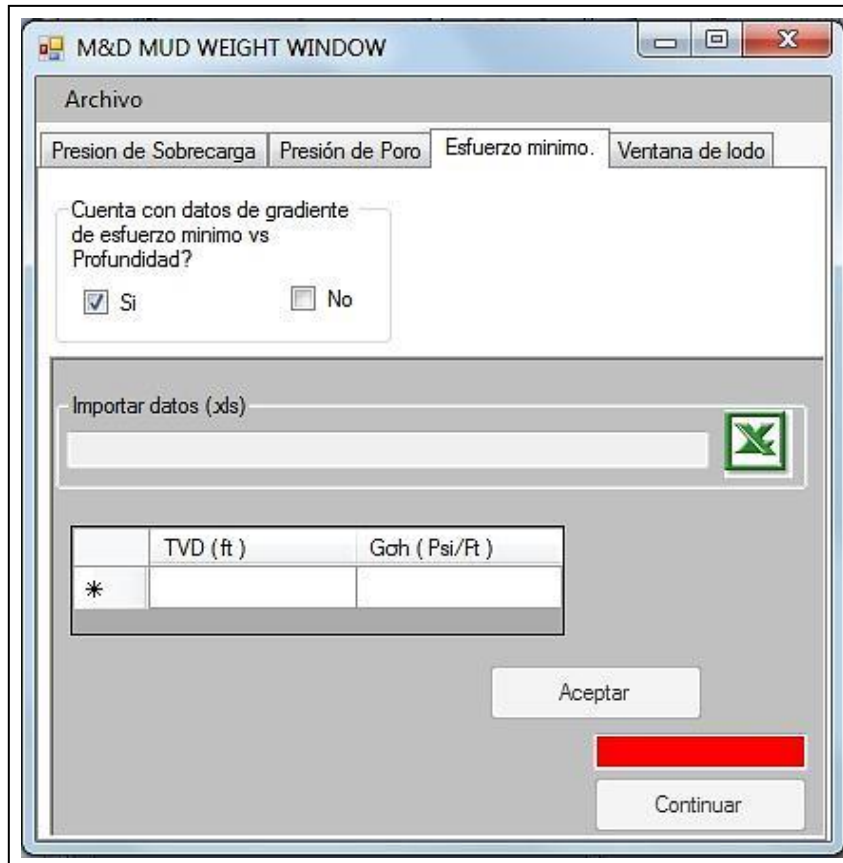 M&D MUD WEIGHT WINDOW
Archivo
Presion de Sobrecarga Presión de Poro Esfuerzo minimo. Ventana de lodo
Cuenta con datos de gradiente
de esfuerzo minimo vs
Profundidad?
Si No
Importar datos (.xls)
TVD ( ft ) Gσh ( Psi/Ft )
Aceptar
Continuar